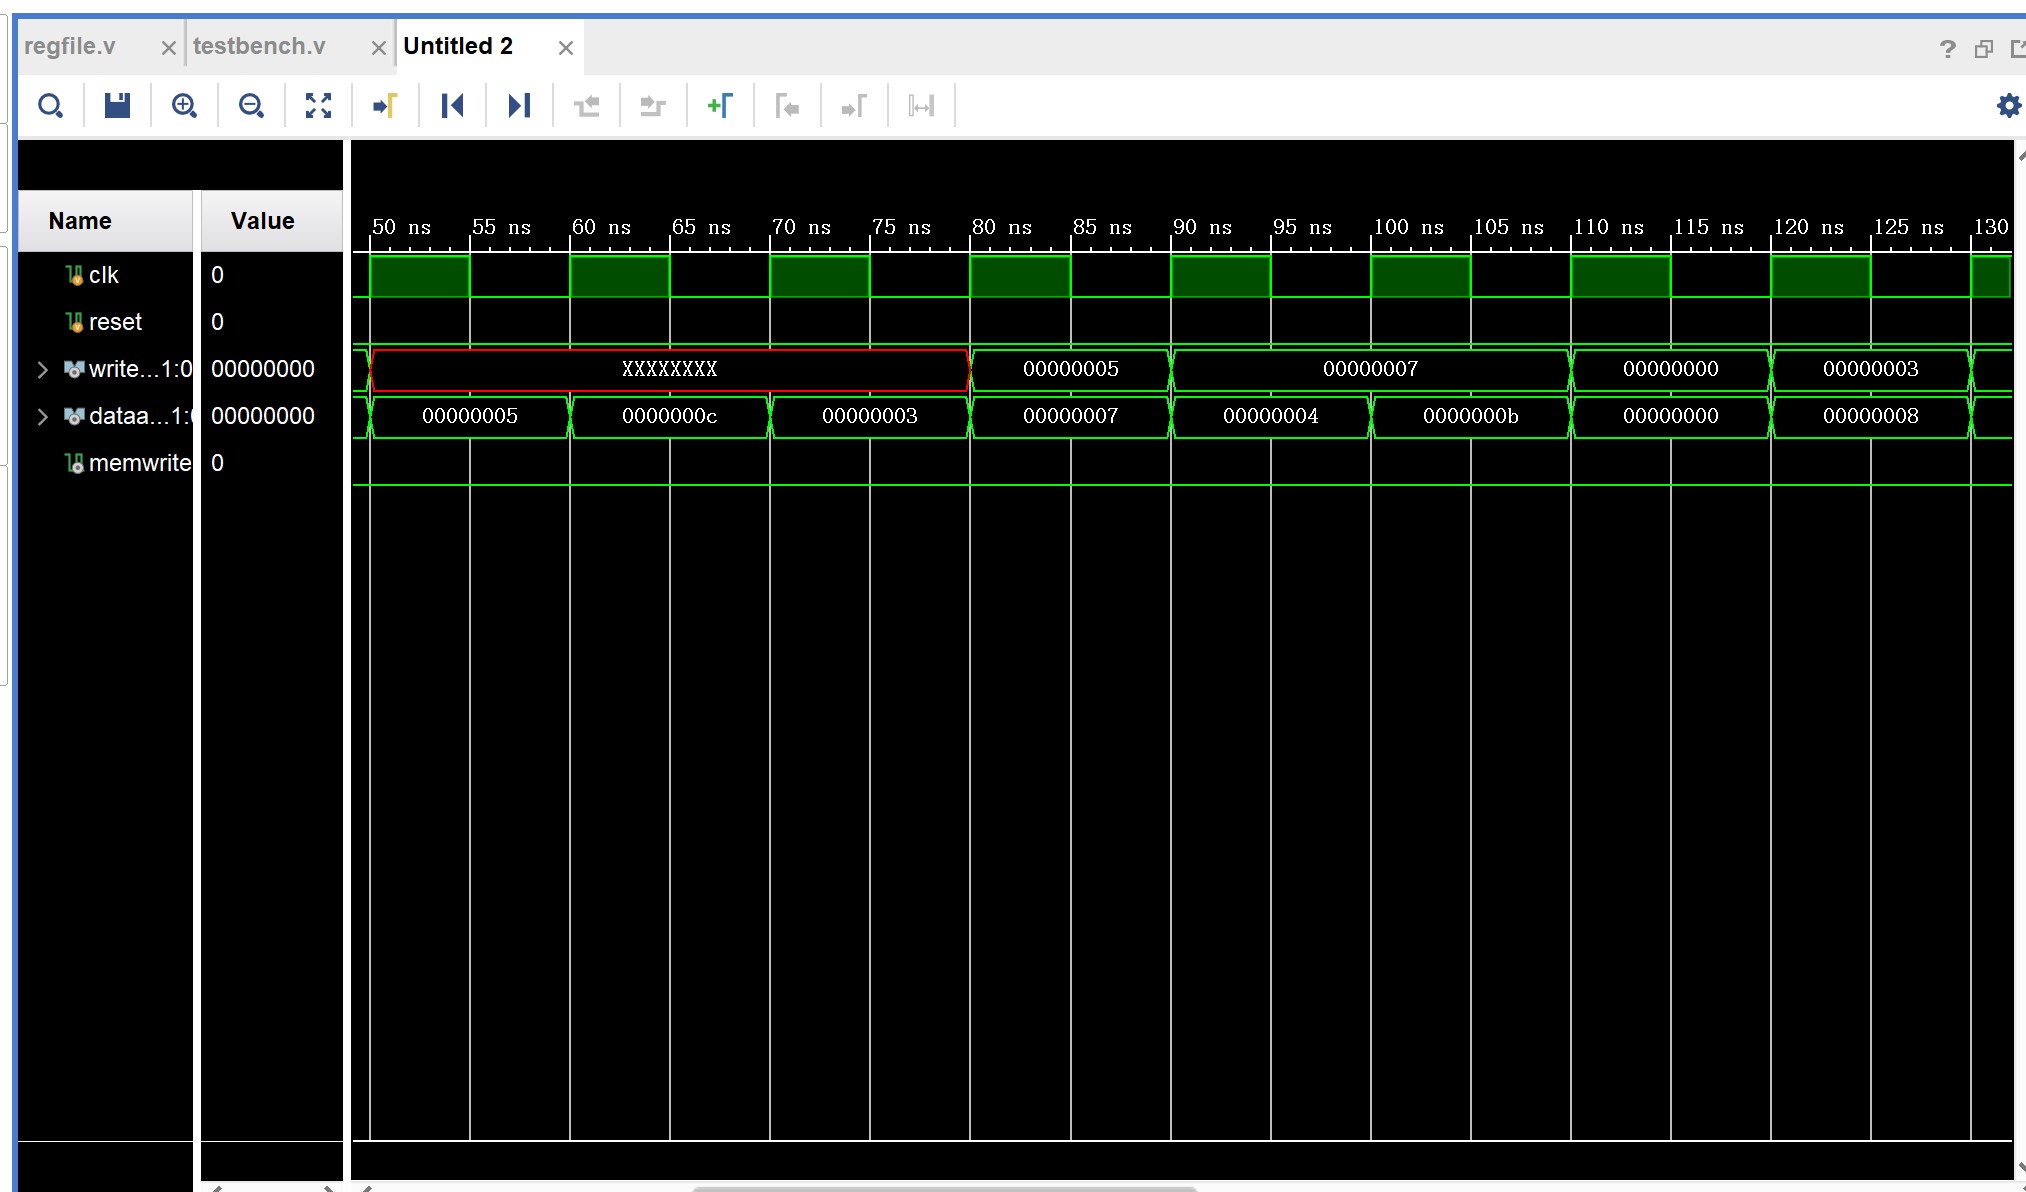 regfile.v testbench.v Untitled 2
?
Name Value
50 ns 55 ns 60 ns 65 ns 70 ns 75 ns 80 ns 85 ns 90 ns 95 ns 100 ns 105 ns 110 ns 115 ns 120 ns 125 ns 130
clk 0
reset 0
write...1:0 00000000 XXXXXXXX 00000005 00000007 00000000 00000003
dataa...1:0 00000000 00000005 0000000c 00000003 00000007 00000004 0000000b 00000000 00000008
memwrite 0